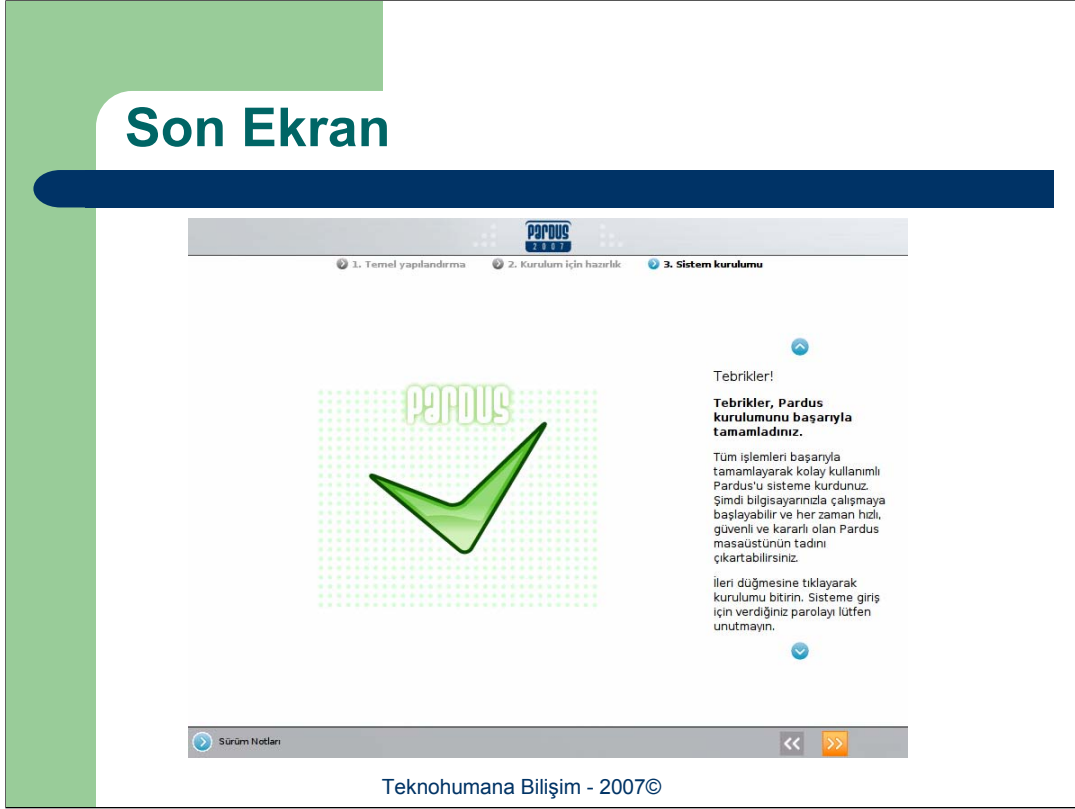 Son Ekran
PARDUS
2007
1. Temel yapılandırma 2. Kurulum için hazırlık 3. Sistem kurulumu
PARDUS
Tebrikler!
Tebrikler, Pardus
kurulumunu başarıyla
tamamladınız.
Tüm işlemleri başarıyla
tamamlayarak kolay kullanımlı
Pardus'u sisteme kurdunuz.
Şimdi bilgisayarınızla çalışmaya
başlayabilir ve her zaman hızlı,
güvenli ve kararlı olan Pardus
masaüstünün tadını
çıkartabilirsiniz.
İleri düğmesine tıklayarak
kurulumu bitirin. Sisteme giriş
için verdiğiniz parolayı lütfen
unutmayın.
Sürüm Notları
Teknohumana Bilişim - 2007©